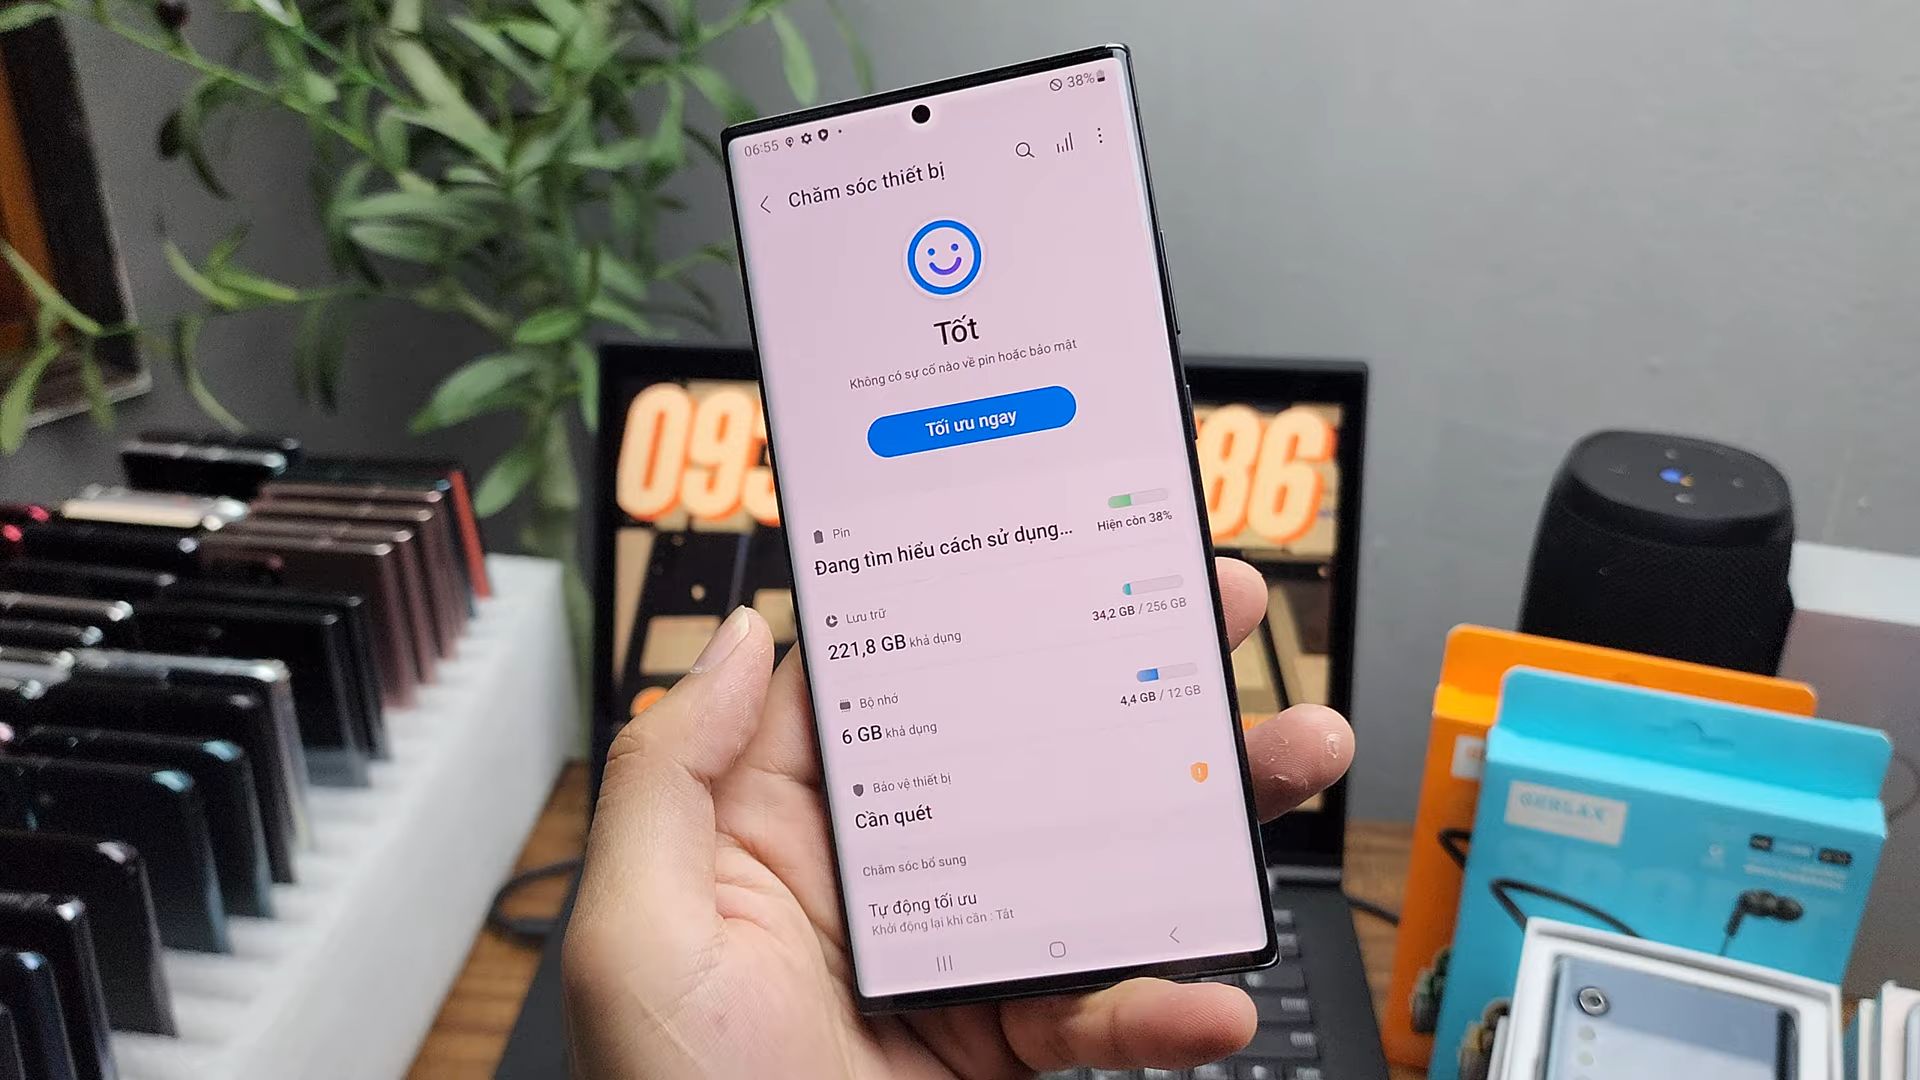 06:55
38%
Chăm sóc thiết bị
Tốt
Không có sự cố nào về pin hoặc bảo mật
Tối ưu ngay
Pin
Đang tìm hiểu cách sử dụng...
Hiện còn 38%
Lưu trữ
221,8 GB khả dụng
34,2 GB / 256 GB
Bộ nhớ
6 GB khả dụng
4,4 GB / 12 GB
Bảo vệ thiết bị
Cần quét
Chăm sóc bổ sung
Tự động tối ưu
Khởi động lại khi cần : Tắt
093
86